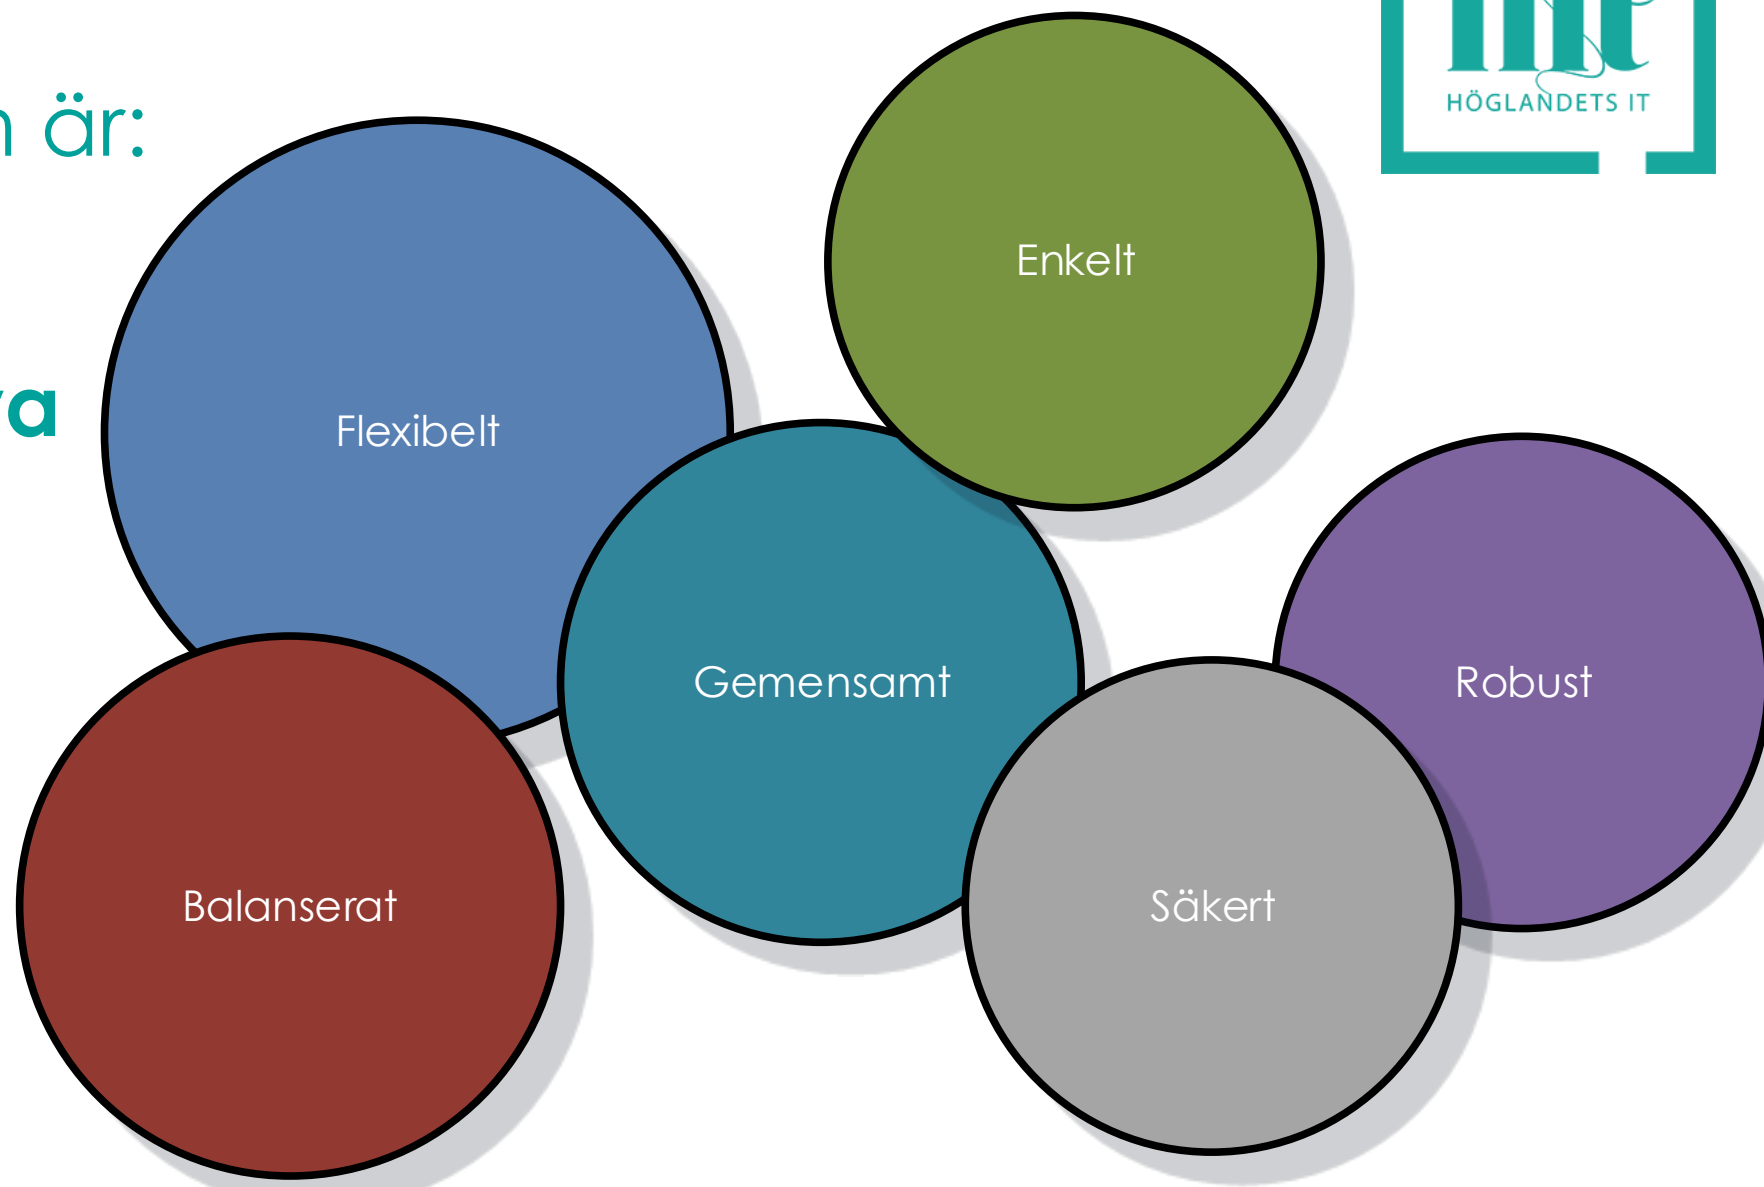 är:
HÖGLANDETS IT
Enkelt
Flexibelt
Gemensamt
Robust
Balanserat
Säkert